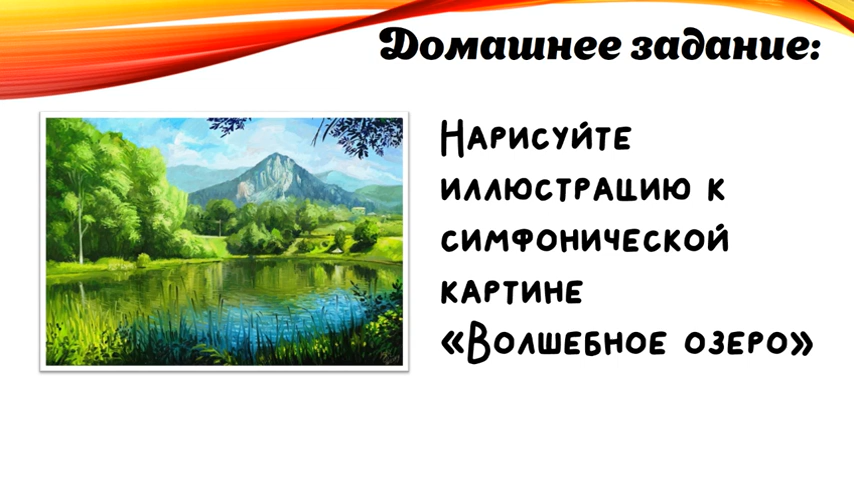 Домашнее задание:
Нарисуйте
иллюстрацию к
симфонической
картине
«Волшебное озеро»